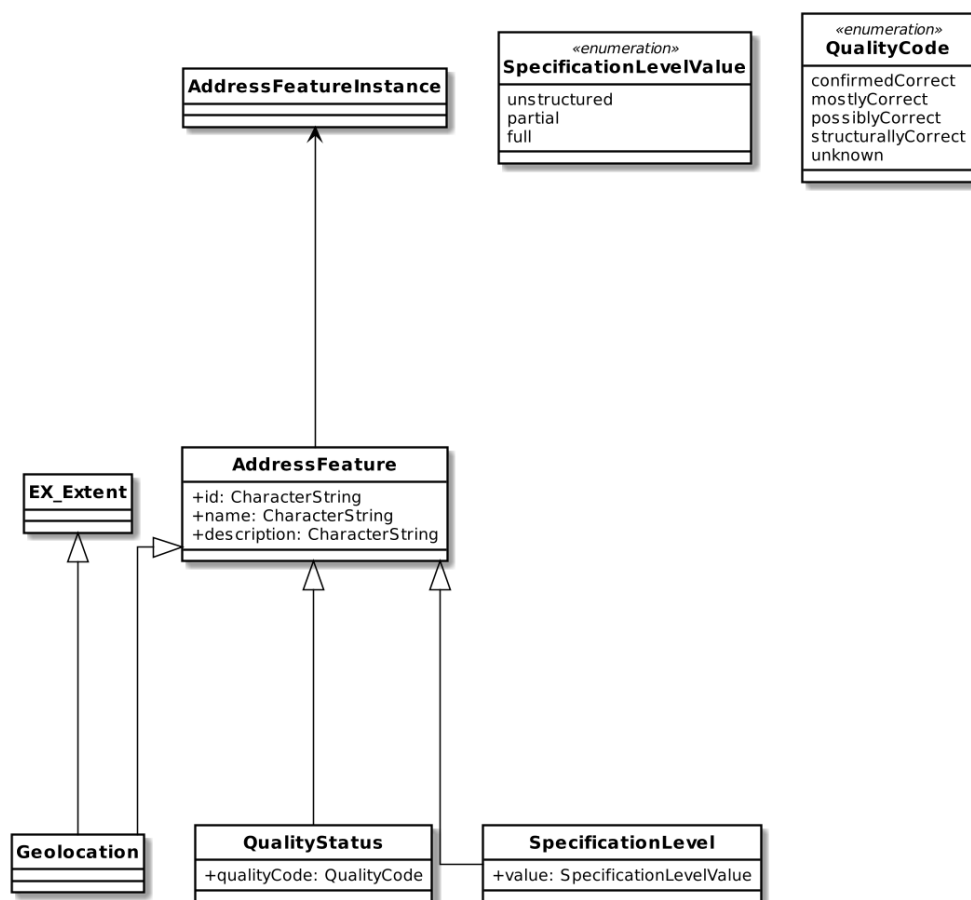 «enumeration»
SpecificationLevelValue
unstructured
partial
full
«enumeration»
QualityCode
confirmedCorrect
mostlyCorrect
possiblyCorrect
structurallyCorrect
unknown
AddressFeatureInstance
AddressFeature
+id: CharacterString
+name: CharacterString
+description: CharacterString
EX_Extent
Geolocation
QualityStatus
+qualityCode: QualityCode
SpecificationLevel
+value: SpecificationLevelValue